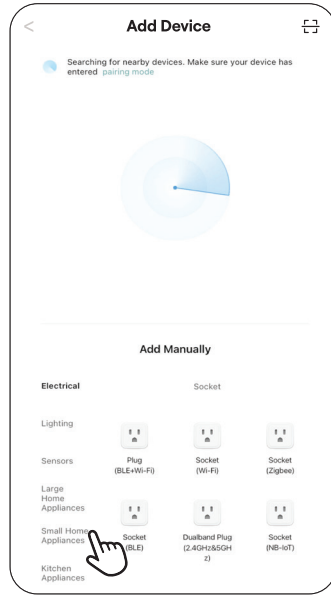 < Add Device
Searching for nearby devices. Make sure your device has
entered pairing mode
Add Manually
Electrical
Socket
Lighting
Sensors
Large
Home
Appliances
Small Home
Appliances
Kitchen
Appliances
Plug
(BLE+Wi-Fi)
Socket
(Wi-Fi)
Socket
(Zigbee)
Socket
(BLE)
Dualband Plug
(2.4GHz&5GH
z)
Socket
(NB-IoT)